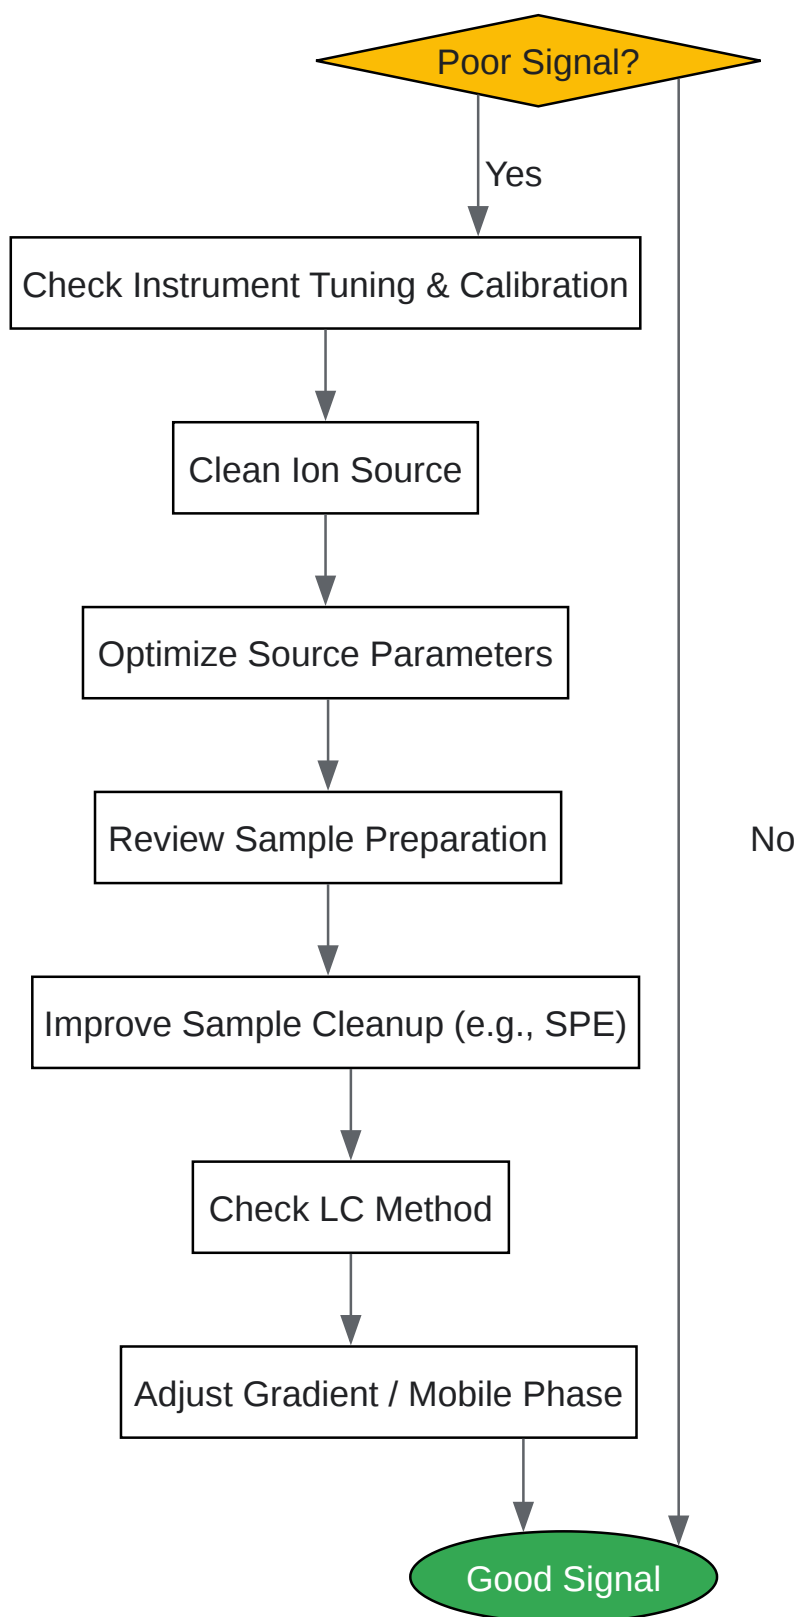 Poor Signal?
Yes
Check Instrument Tuning & Calibration
Clean Ion Source
Optimize Source Parameters
Review Sample Preparation
No
Improve Sample Cleanup (e.g., SPE)
Check LC Method
Adjust Gradient / Mobile Phase
Good Signal